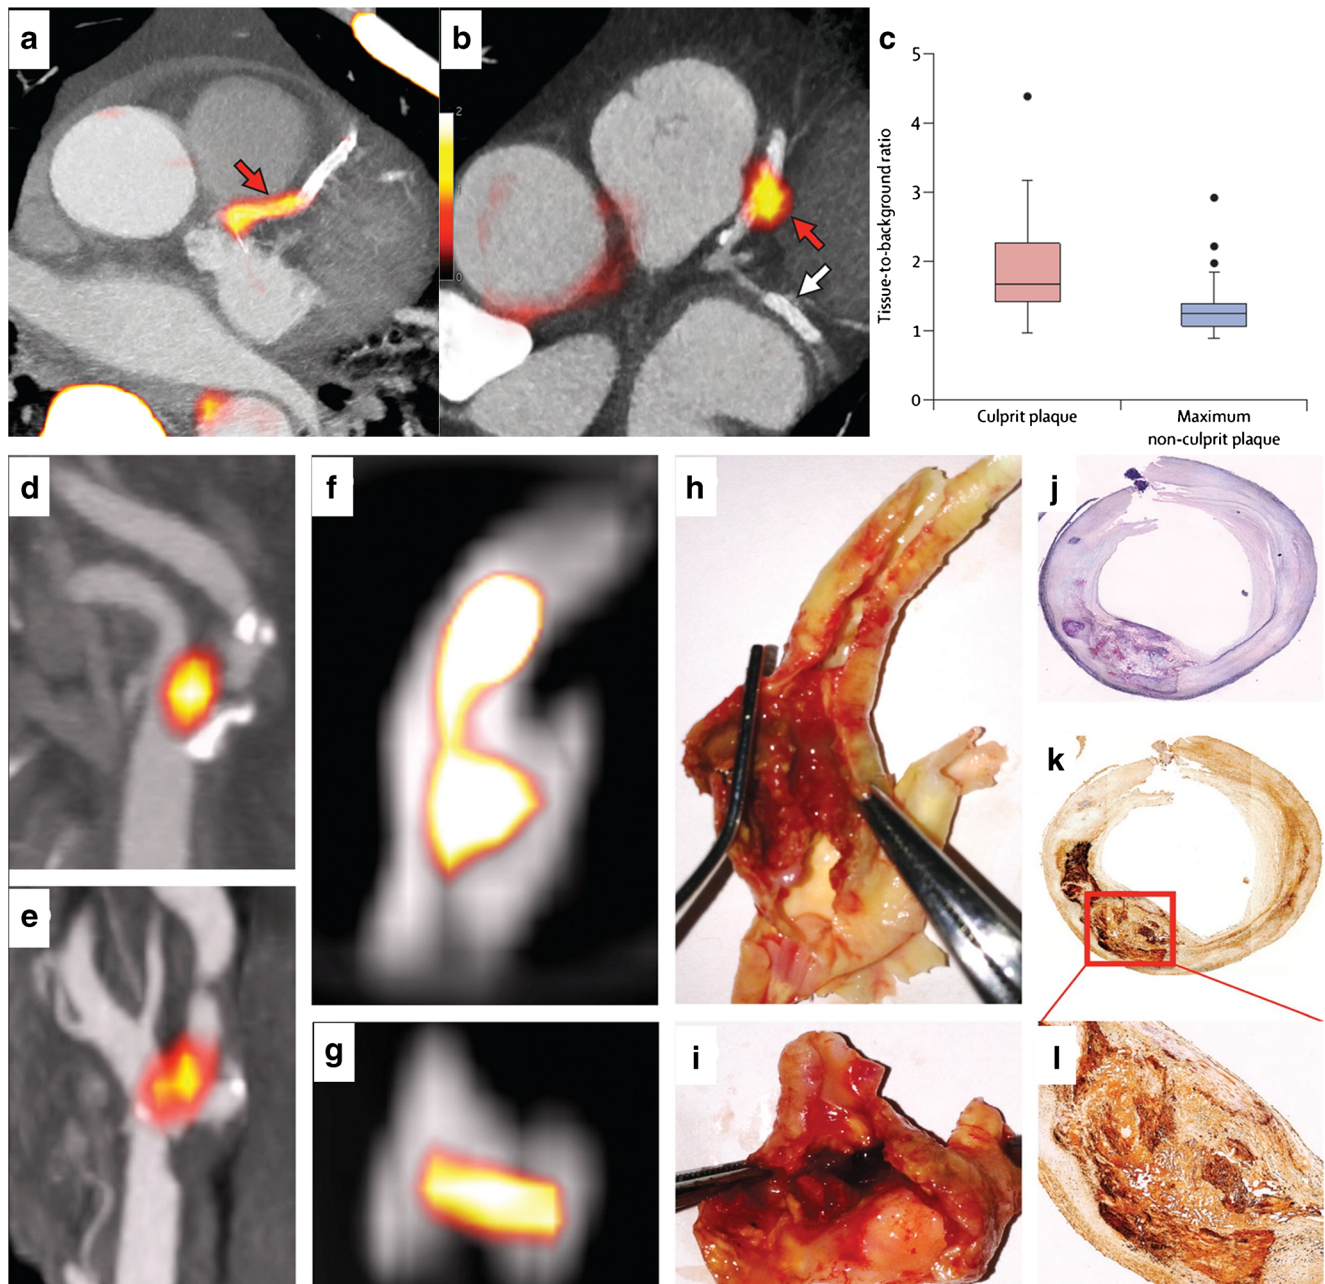 a
b
c
2
1
0
5
4
3
2
1
0
Tissue-to-background ratio
Culprit plaque
Maximum
non-culprit plaque
d
f
h
j
k
e
g
i
l